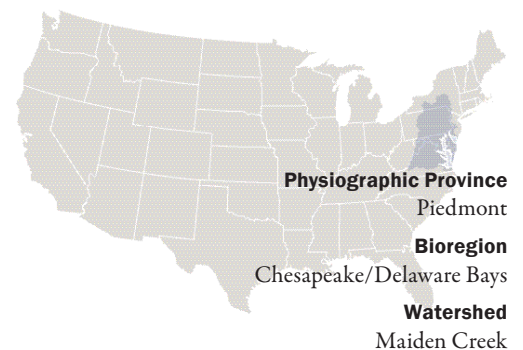 Physiographic Province
Piedmont
Bioregion
Chesapeake/Delaware Bays
Watershed
Maiden Creek